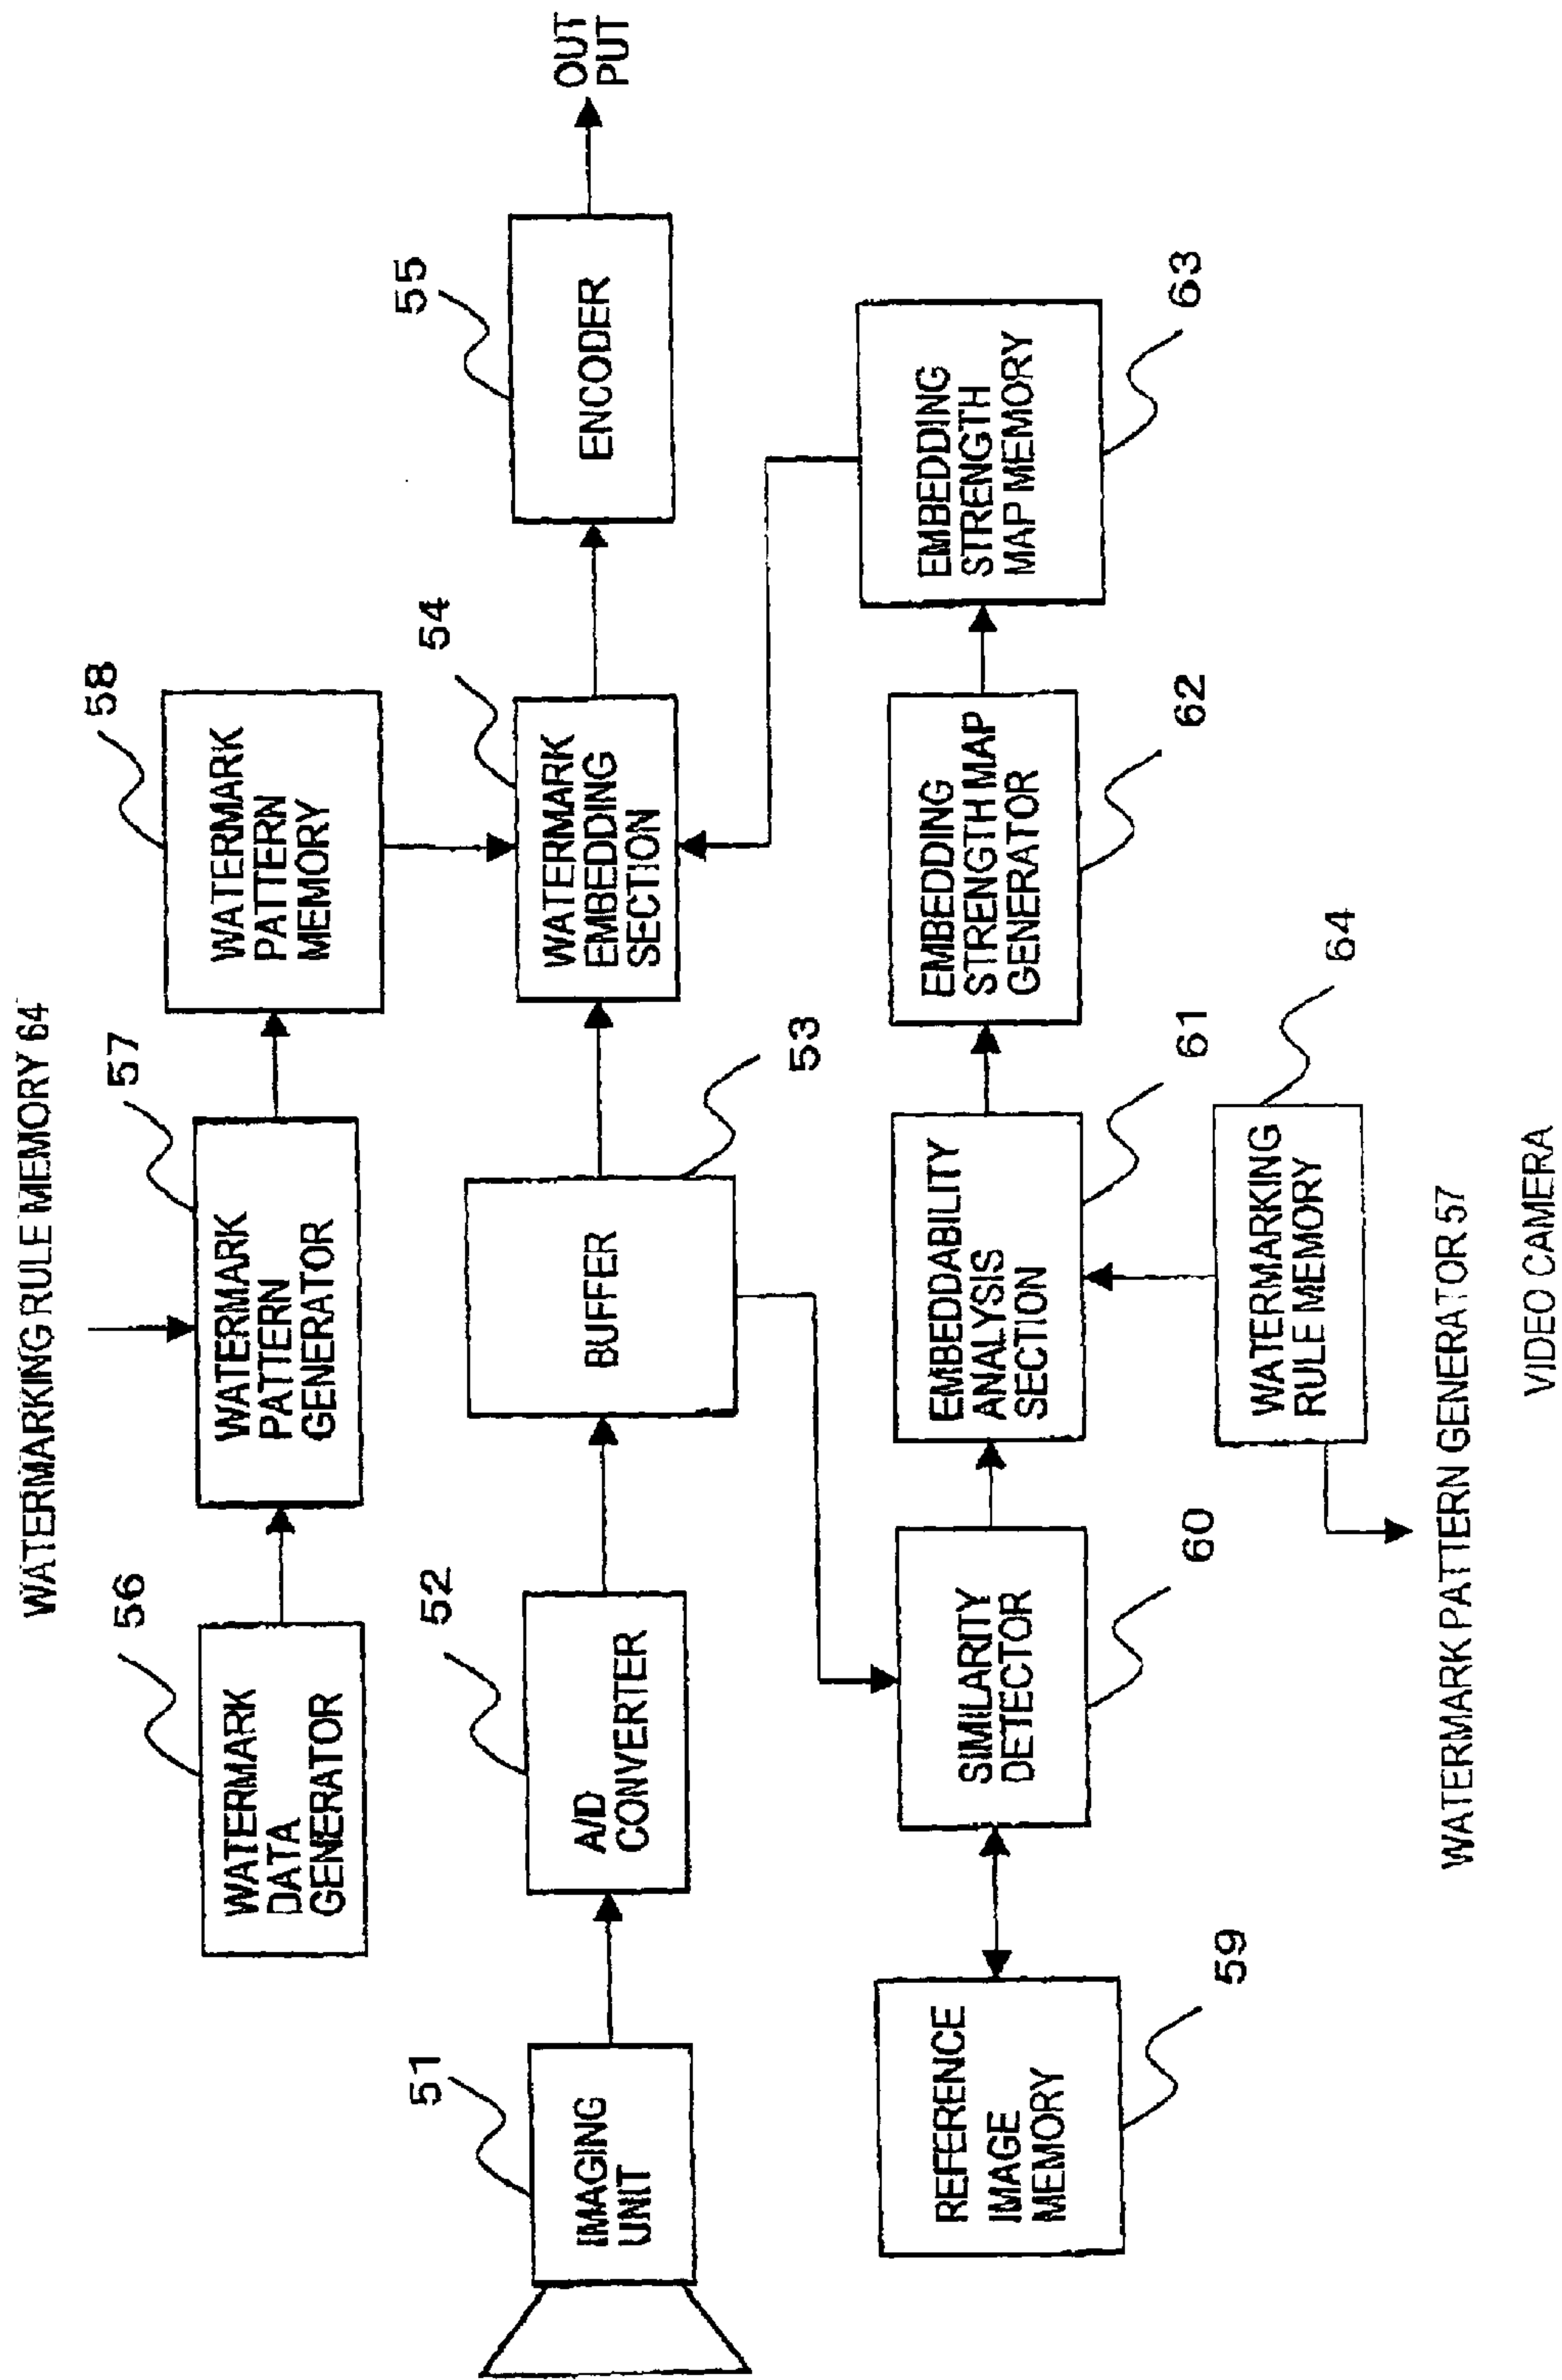 WATERMARKING RULE MEMORY 64
56
WATERMARK
DATA
GENERATOR
57
WATERMARK
PATTERN
GENERATOR
58
WATERMARK
PATTERN
MEMORY
51
IMAGING
UNIT
52
A/D
CONVERTER
BUFFER
53
54
WATERMARK
EMBEDDING
SECTION
55
ENCODER
OUT
PUT
REFERENCE
IMAGE
MEMORY
59
SIMILARITY
DETECTOR
60
EMBEDDABILITY
ANALYSIS
SECTION
61
EMBEDDING
STRENGTH MAP
GENERATOR
62
EMBEDDING
STRENGTH
MAP MEMORY
63
WATERMARKING
RULE MEMORY
64
WATERMARK PATTERN GENERATOR 57
VIDEO CAMERA